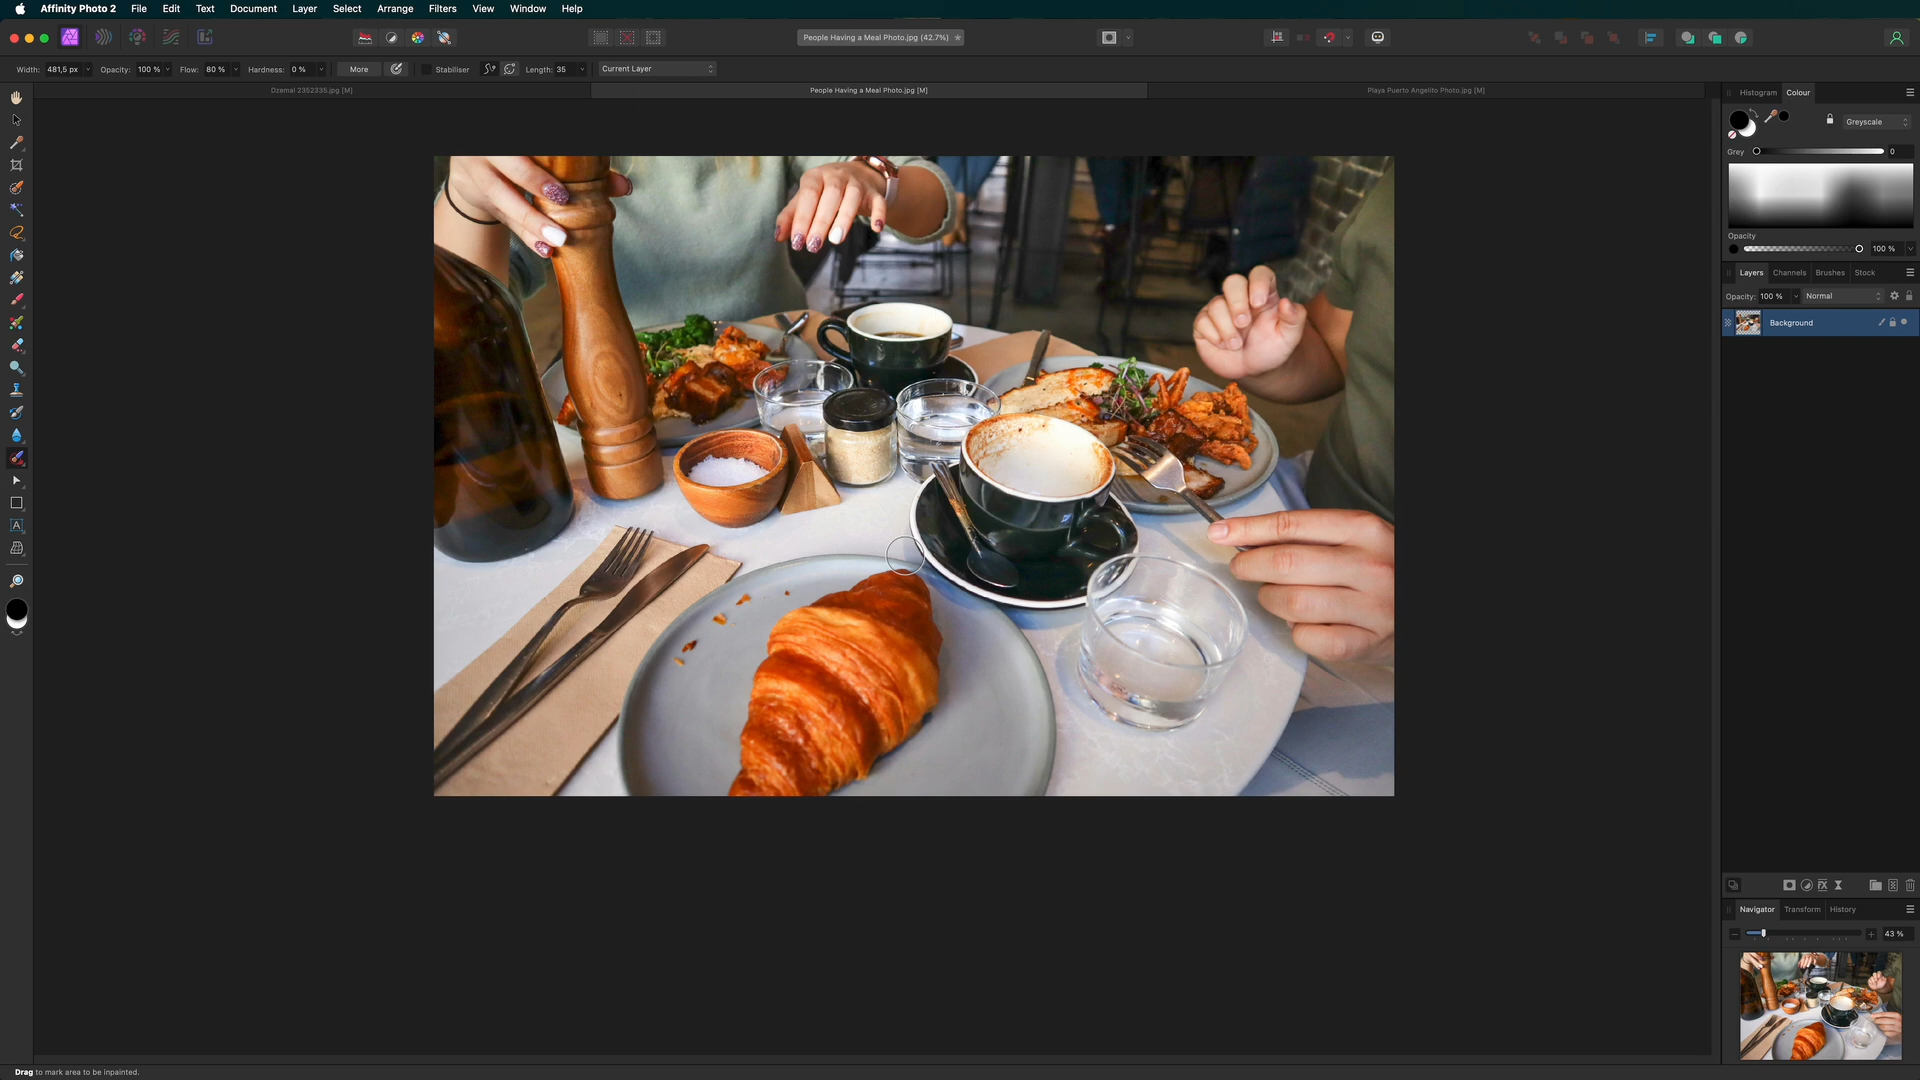 Affinity Photo 2 File Edit Text Document Layer Select Arrange Filters View Window Help
People Having a Meal Photo.jpg (42.7%)
Width: 481,5 px Opacity: 100 % Flow: 80 % Hardness: 0 % More Stabiliser Length: 35 Current Layer
Dzemal 2352335.jpg [M] People Having a Meal Photo.jpg [M] Playa Puerto Angelito Photo.jpg [M]
Histogram Colour
Greyscale
Grey 0
Opacity
100 %
Layers Channels Brushes Stock
Opacity: 100 % Normal
Background
A
Navigator Transform History
43 %
Drag to mark area to be inpainted.